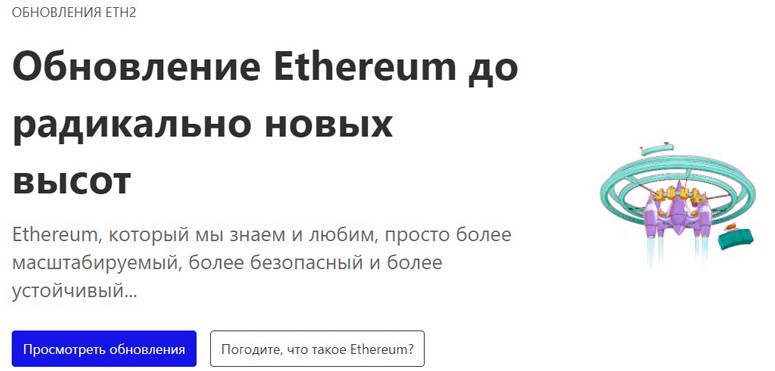 ОБНОВЛЕНИЯ ETH2
Обновление Ethereum до
радикально новых
высот
Ethereum, который мы знаем и любим, просто более
масштабируемый, более безопасный и более
устойчивый...
Просмотреть обновления
Погодите, что такое Ethereum?